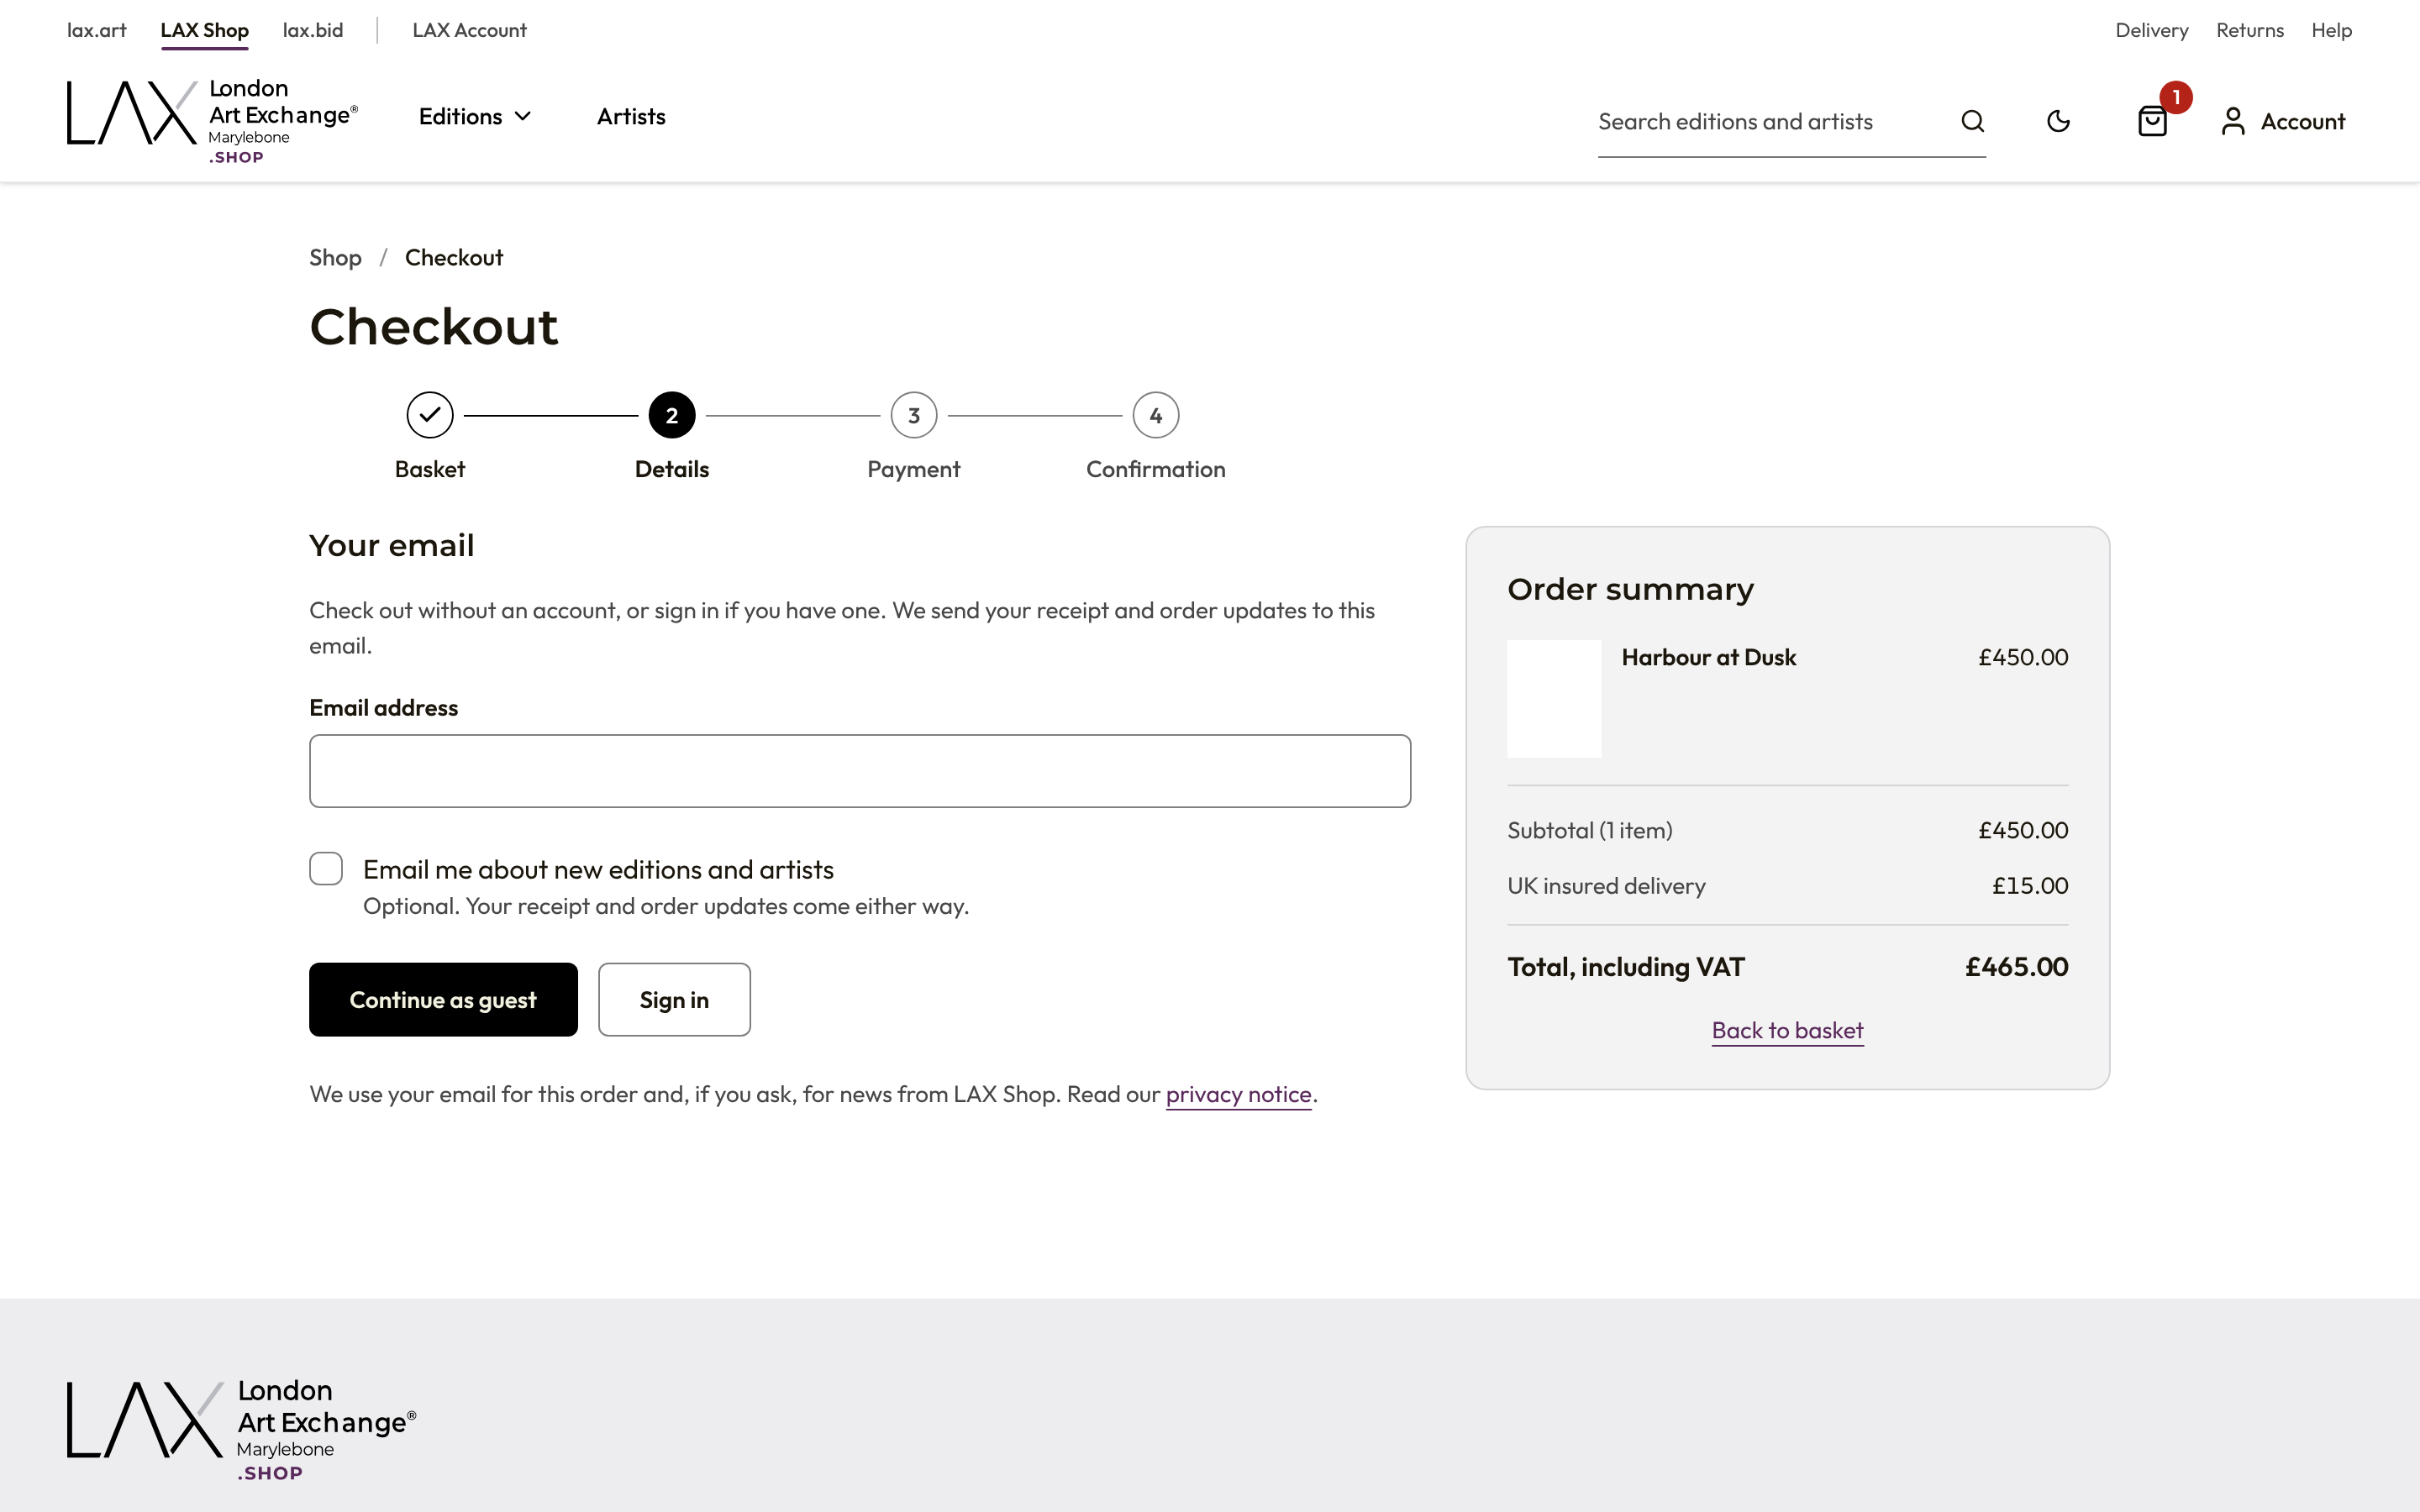 lax.art LAX Shop lax.bid LAX Account Delivery Returns Help
LAX London
Art Exchange®
Marylebone
.SHOP
Editions Artists Search editions and artists 1 Account
Shop / Checkout
Checkout
2 3 4
Basket Details Payment Confirmation
Your email
Check out without an account, or sign in if you have one. We send your receipt and order updates to this
email.
Email address
Email me about new editions and artists
Optional. Your receipt and order updates come either way.
Continue as guest Sign in
We use your email for this order and, if you ask, for news from LAX Shop. Read our privacy notice.
Order summary
Harbour at Dusk £450.00
Subtotal (1 item) £450.00
UK insured delivery £15.00
Total, including VAT £465.00
Back to basket
LAX London
Art Exchange®
Marylebone
.SHOP